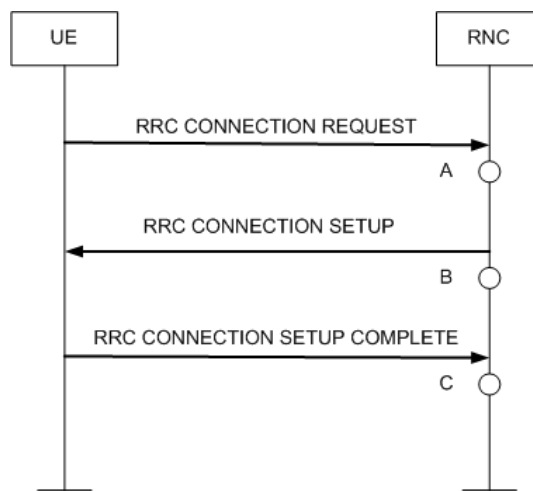 UE
RNC
RRC CONNECTION REQUEST
A
RRC CONNECTION SETUP
B
RRC CONNECTION SETUP COMPLETE
C